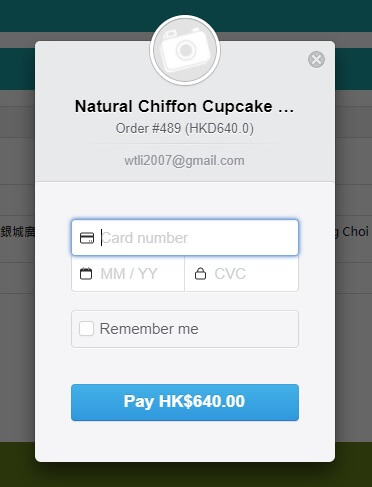 Natural Chiffon Cupcake ...
Order #489 (HKD640.0)
wtli2007@gmail.com
Card number
銀城廣
g Choi
MM / YY
CVC
Remember me
Pay HK$640.00